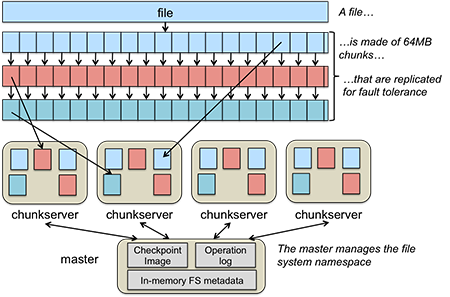 file
A file...
...is made of 64MB
chunks...
...that are replicated
for fault tolerance
chunkserver chunkserver chunkserver chunkserver
master
Checkpoint
Image
Operation
log
In-memory FS metadata
The master manages the file
system namespace